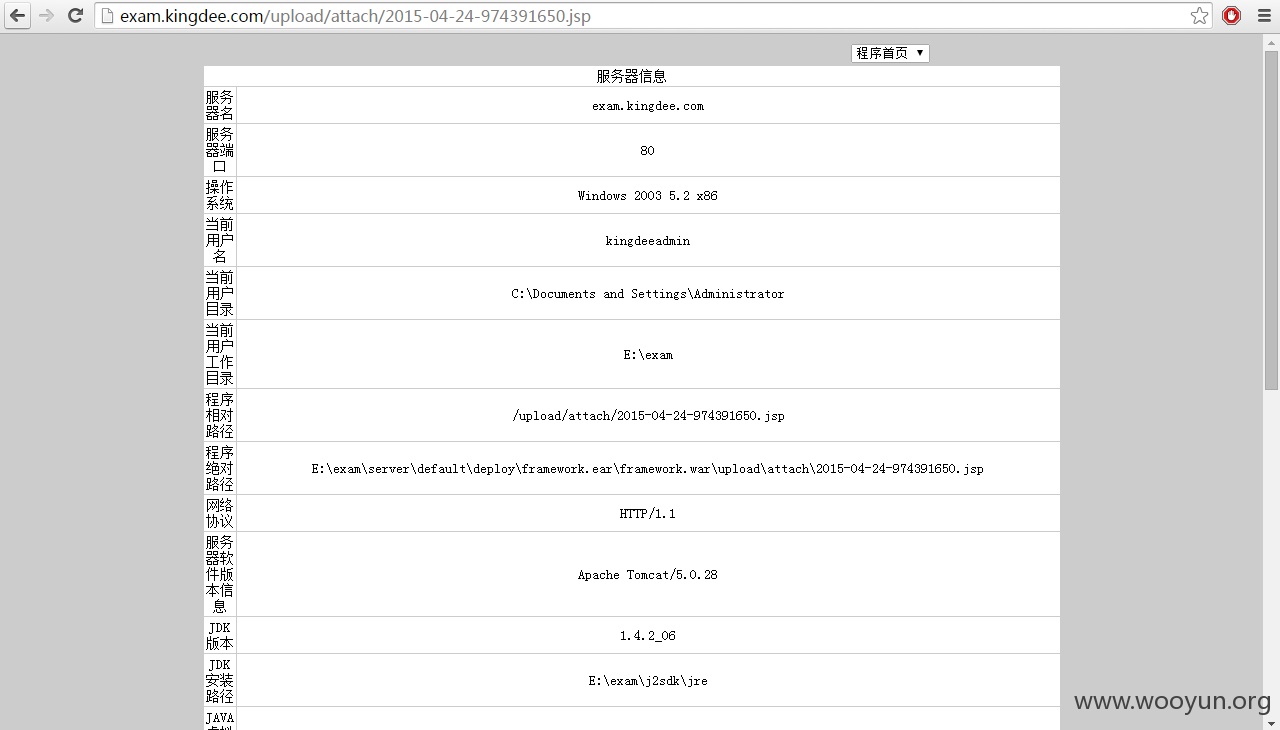 exam.kingdee.com/upload/attach/2015-04-24-974391650.jsp
程序首页
服务器信息
服务
器名
exam.kingdee.com
服务
器端
口
80
操作
系统
Windows 2003 5.2 x86
当前
用户
名
kingdeeadmin
当前
用户
目录
C:\Documents and Settings\Administrator
当前
用户
工作
目录
E:\exam
程序
相对
路径
/upload/attach/2015-04-24-974391650.jsp
程序
绝对
路径
E:\exam\server\default\deploy\framework.ear\framework.war\upload\attach\2015-04-24-974391650.jsp
网络
协议
HTTP/1.1
服务
器软
件版
本信
息
Apache Tomcat/5.0.28
JDK
版本
1.4.2_06
JDK
安装
路径
E:\exam\j2sdk\jre
JAVA
www.wooyun.org